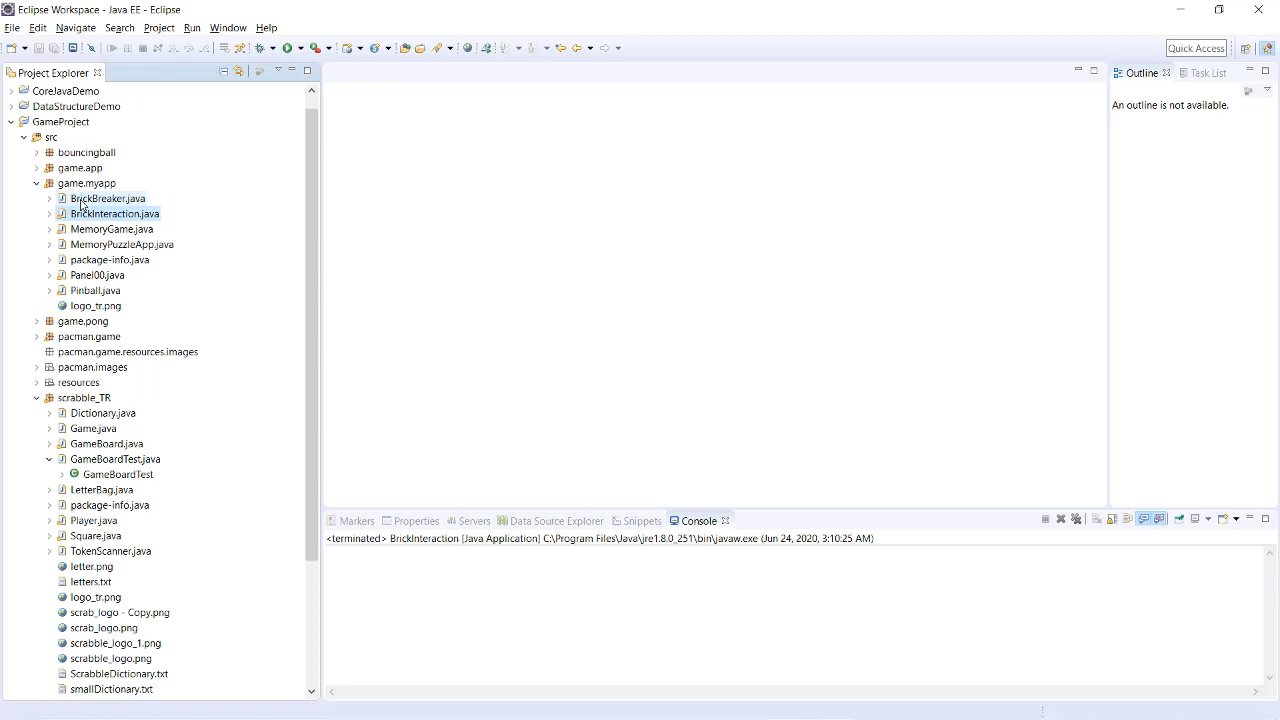 Eclipse Workspace - Java EE - Eclipse
File Edit Navigate Search Project Run Window Help
Quick Access
Project Explorer
CoreJavaDemo
DataStructureDemo
GameProject
src
bouncingball
game.app
game.myapp
BrickBreaker.java
BrickInteraction.java
MemoryGame.java
MemoryPuzzleApp.java
package-info.java
Panel00.java
Pinball.java
logo_tr.png
game.pong
pacman.game
pacman.game.resources.images
pacman.images
resources
scrabble_TR
Dictionary.java
Game.java
GameBoard.java
GameBoardTest.java
GameBoardTest
LetterBag.java
package-info.java
Player.java
Square.java
TokenScanner.java
letter.png
letters.txt
logo_tr.png
scrab_logo - Copy.png
scrab_logo.png
scrabble_logo_1.png
scrabble_logo.png
ScrabbleDictionary.txt
smallDictionary.txt
Outline Task List
An outline is not available.
Markers Properties Servers Data Source Explorer Snippets Console
<terminated> BrickInteraction [Java Application] C:\Program Files\Java\jre1.8.0_251\bin\javaw.exe (Jun 24, 2020, 3:10:25 AM)